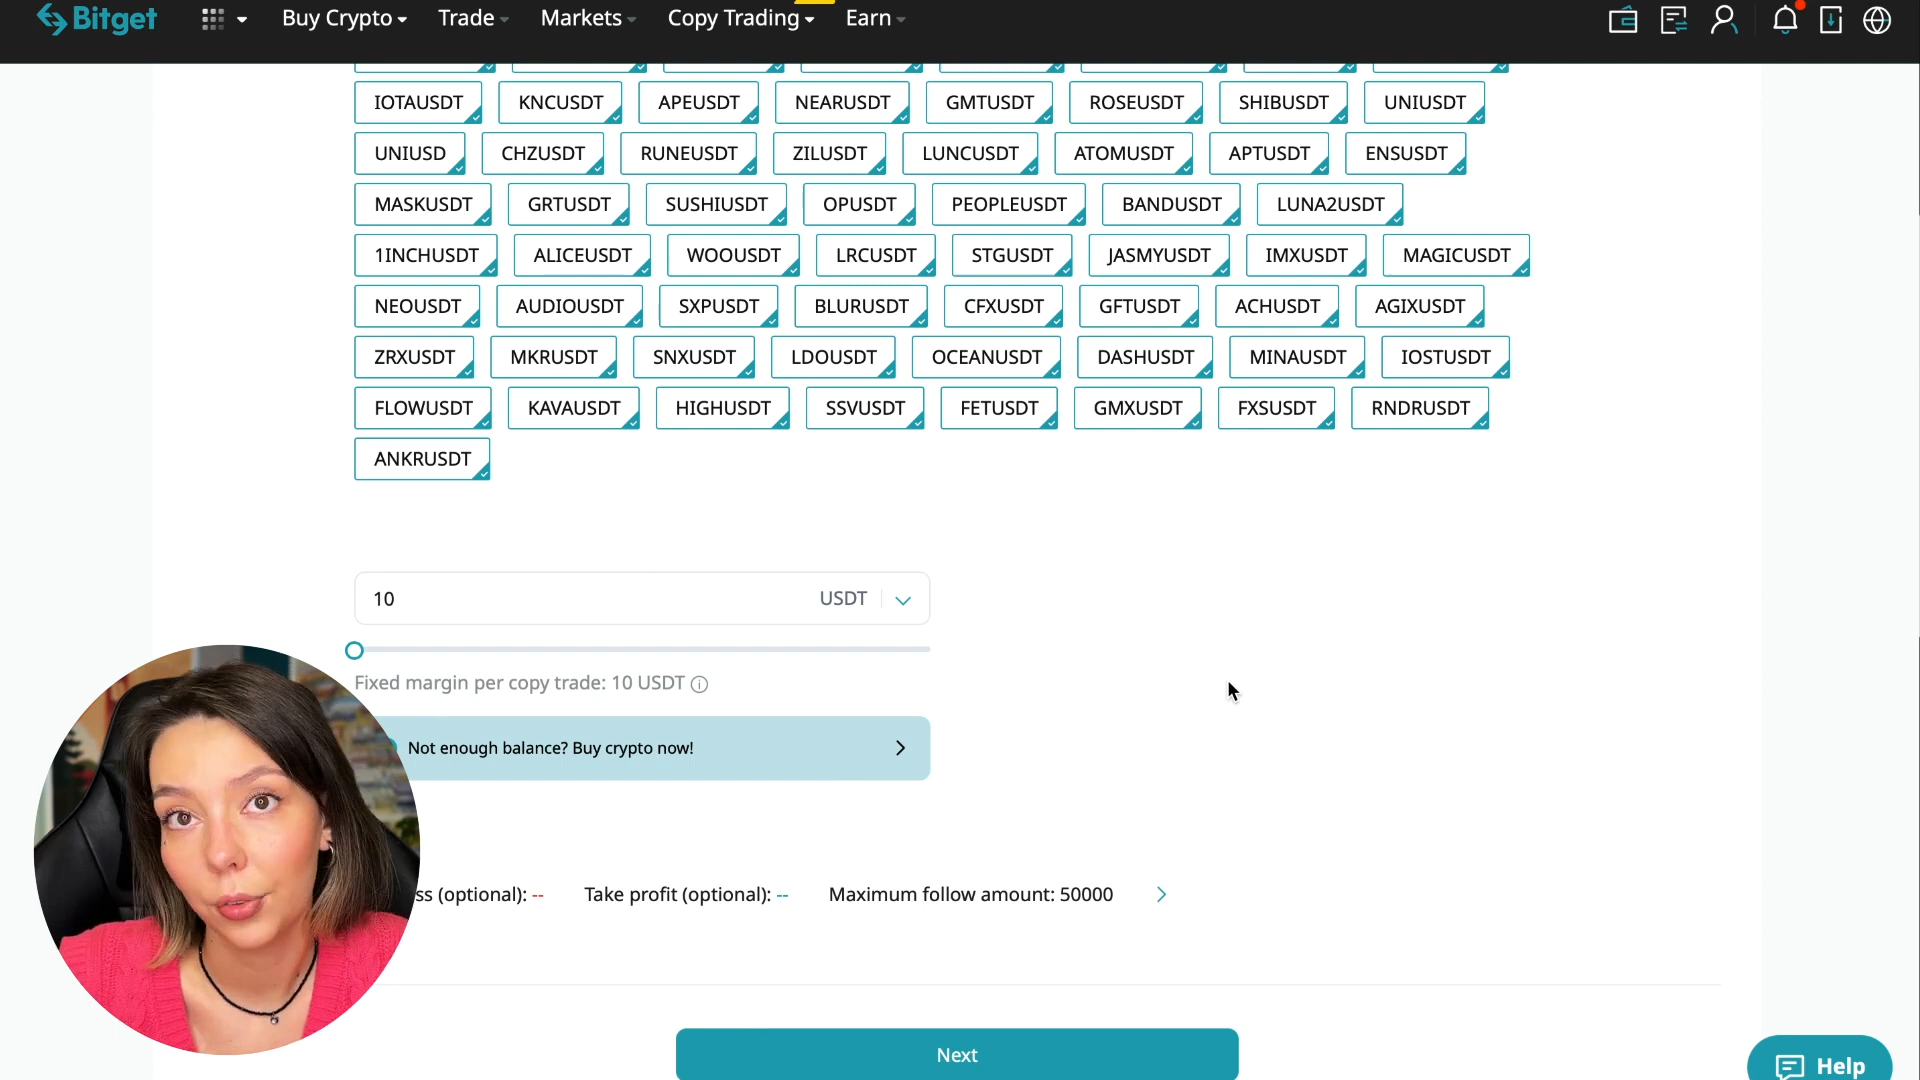 Bitget Buy Crypto Trade Markets Copy Trading Earn
IOTAUSDT KNCUSDT APEUSDT NEARUSDT GMTUSDT ROSEUSDT SHIBUSDT UNIUSDT
UNIUSD CHZUSDT RUNEUSDT ZILUSDT LUNCUSDT ATOMUSDT APTUSDT ENSUSDT
MASKUSDT GRTUSDT SUSHIUSDT OPUSDT PEOPLEUSDT BANDUSDT LUNA2USDT
1INCHUSDT ALICEUSDT WOOUSDT LRCUSDT STGUSDT JASMYUSDT IMXUSDT MAGICUSDT
NEOUSDT AUDIOUSDT SXPUSDT BLURUSDT CFXUSDT GFTUSDT ACHUSDT AGIXUSDT
ZRXUSDT MKRUSDT SNXUSDT LDOUSDT OCEANUSDT DASHUSDT MINAUSDT IOSTUSDT
FLOWUSDT KAVAUSDT HIGHUSDT SSVUSDT FETUSDT GMXUSDT FXSUSDT RNDRUSDT
ANKRUSDT
10 USDT
Fixed margin per copy trade: 10 USDT
Not enough balance? Buy crypto now!
ss (optional): -- Take profit (optional): -- Maximum follow amount: 50000
Next
Help